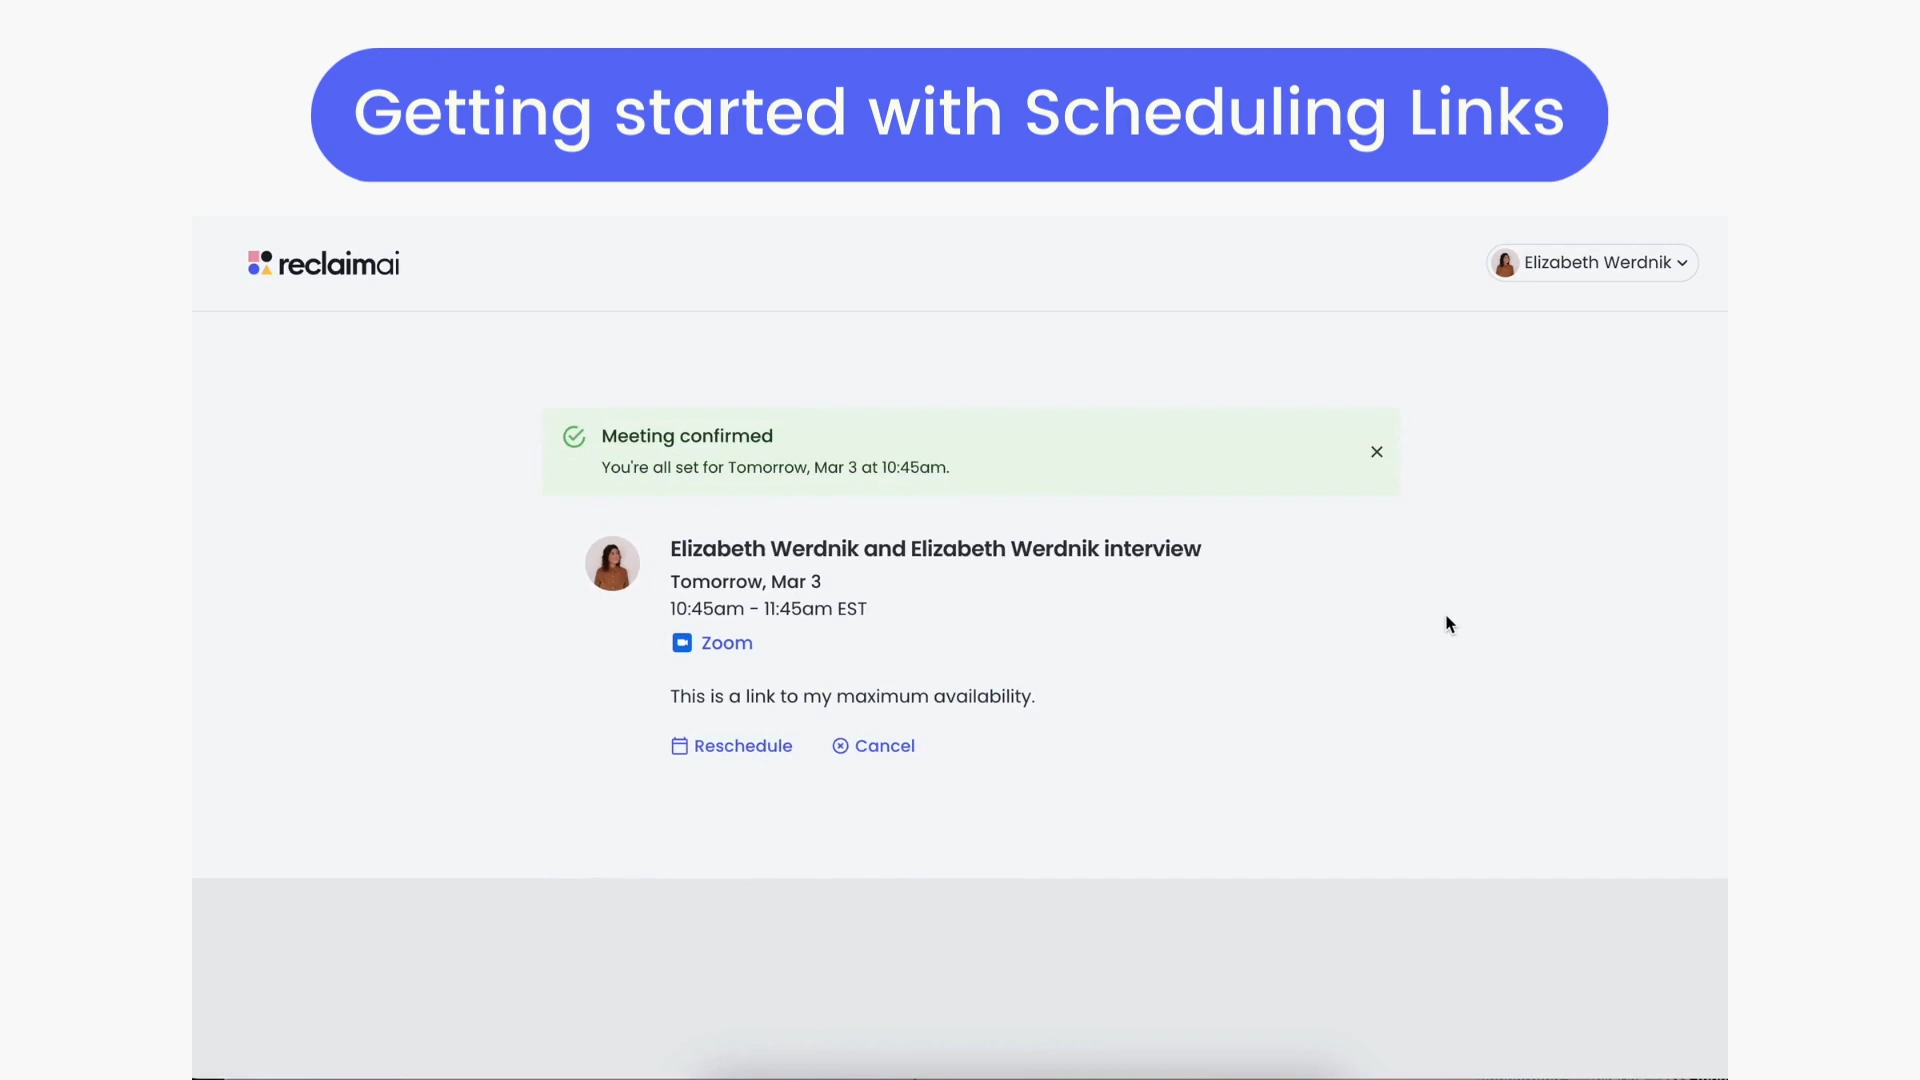 Getting started with Scheduling Links
reclaimai
Elizabeth Werdnik
Meeting confirmed
You're all set for Tomorrow, Mar 3 at 10:45am.
Elizabeth Werdnik and Elizabeth Werdnik interview
Tomorrow, Mar 3
10:45am - 11:45am EST
Zoom
This is a link to my maximum availability.
Reschedule Cancel